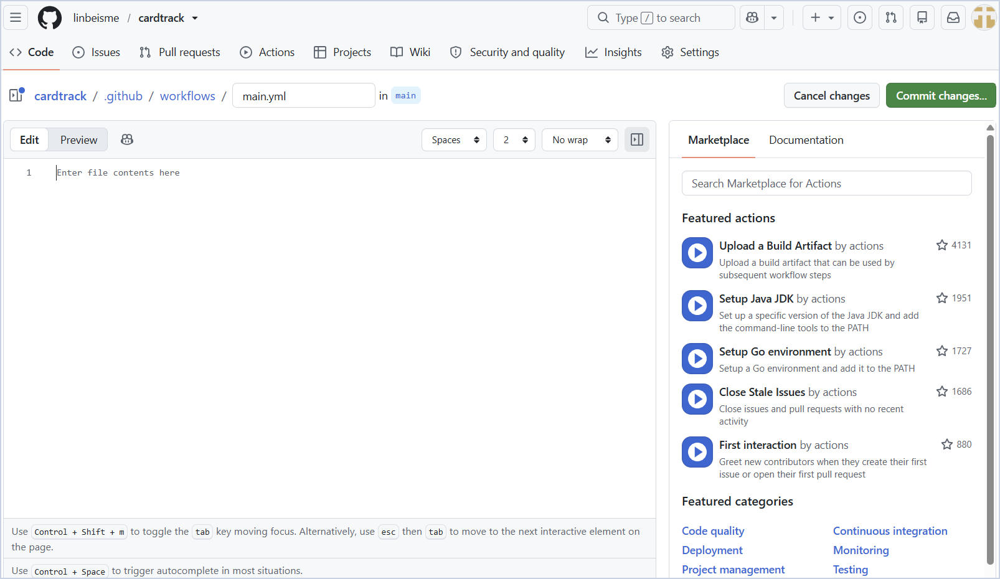 linbeisme / cardtrack
Type / to search
Code
Issues
Pull requests
Actions
Projects
Wiki
Security and quality
Insights
Settings
cardtrack / .github / workflows / main.yml in main
Cancel changes
Commit changes...
Edit
Preview
Spaces
2
No wrap
1
Enter file contents here
Use Control + Shift + m to toggle the tab key moving focus. Alternatively, use esc then tab to move to the next interactive element on
the page.
Use Control + Space to trigger autocomplete in most situations.
Marketplace
Documentation
Search Marketplace for Actions
Featured actions
Upload a Build Artifact by actions
4131
Upload a build artifact that can be used by
subsequent workflow steps
Setup Java JDK by actions
1951
Set up a specific version of the Java JDK and add
the command-line tools to the PATH
Setup Go environment by actions
1727
Setup a Go environment and add it to the PATH
Close Stale Issues by actions
1686
Close issues and pull requests with no recent
activity
First interaction by actions
880
Greet new contributors when they create their first
issue or open their first pull request
Featured categories
Code quality
Continuous integration
Deployment
Monitoring
Project management
Testing